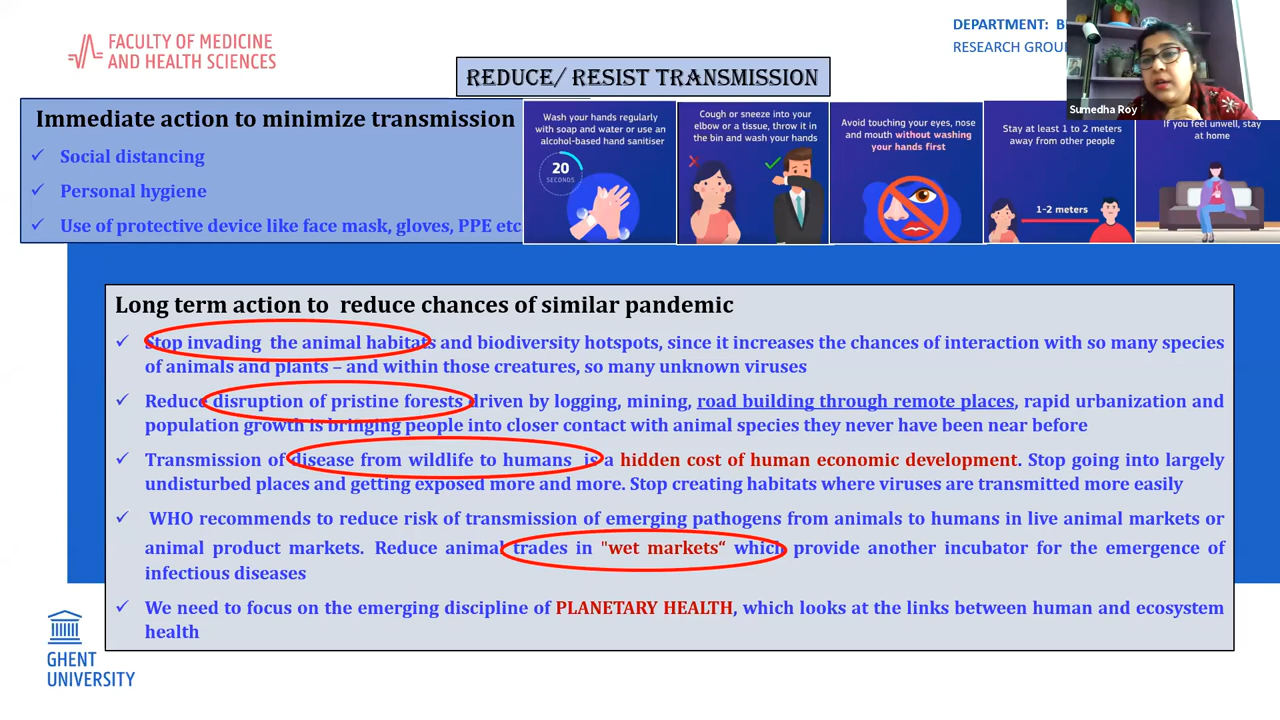 FACULTY OF MEDICINE
AND HEALTH SCIENCES
DEPARTMENT: B
RESEARCH GROU
Sumedha Roy
REDUCE/ RESIST TRANSMISSION
Immediate action to minimize transmission
✓ Social distancing
✓ Personal hygiene
✓ Use of protective device like face mask, gloves, PPE etc
Wash your hands regularly
with soap and water or use an
alcohol-based hand sanitiser
20
SECONDS
Cough or sneeze into your
elbow or a tissue, throw it in
the bin and wash your hands
Avoid touching your eyes, nose
and mouth without washing
your hands first
Stay at least 1 to 2 meters
away from other people
1-2 meters
If you feel unwell, stay
at home
Long term action to reduce chances of similar pandemic
✓ Stop invading the animal habitats and biodiversity hotspots, since it increases the chances of interaction with so many species
of animals and plants – and within those creatures, so many unknown viruses
✓ Reduce disruption of pristine forests driven by logging, mining, road building through remote places, rapid urbanization and
population growth is bringing people into closer contact with animal species they never have been near before
✓ Transmission of disease from wildlife to humans is a hidden cost of human economic development. Stop going into largely
undisturbed places and getting exposed more and more. Stop creating habitats where viruses are transmitted more easily
✓ WHO recommends to reduce risk of transmission of emerging pathogens from animals to humans in live animal markets or
animal product markets. Reduce animal trades in "wet markets“ which provide another incubator for the emergence of
infectious diseases
✓ We need to focus on the emerging discipline of PLANETARY HEALTH, which looks at the links between human and ecosystem
health
GHENT
UNIVERSITY